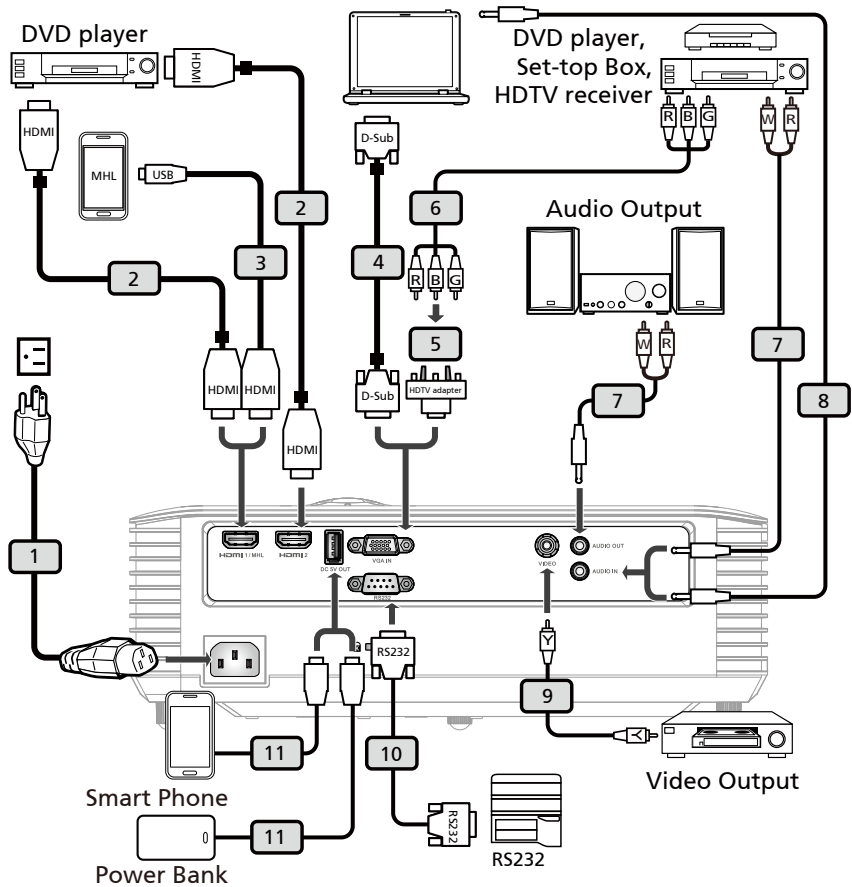 DVD player
HDMI
HDMI
MHL
USB
D-Sub
DVD player,
Set-top Box,
HDTV receiver
R B G
W R
2
6
Audio Output
2
3
4
R B G
5
W R
7
8
7
HDMI
HDMI
D-Sub
HDTV adapter
HDMI
1
HDMI 1 / MHL
HDMI 2
DC 5V OUT
VGA IN
RS232
VIDEO
AUDIO OUT
AUDIO IN
RS232
Y
9
Y
11
10
Smart Phone
Video Output
11
RS232
RS232
Power Bank